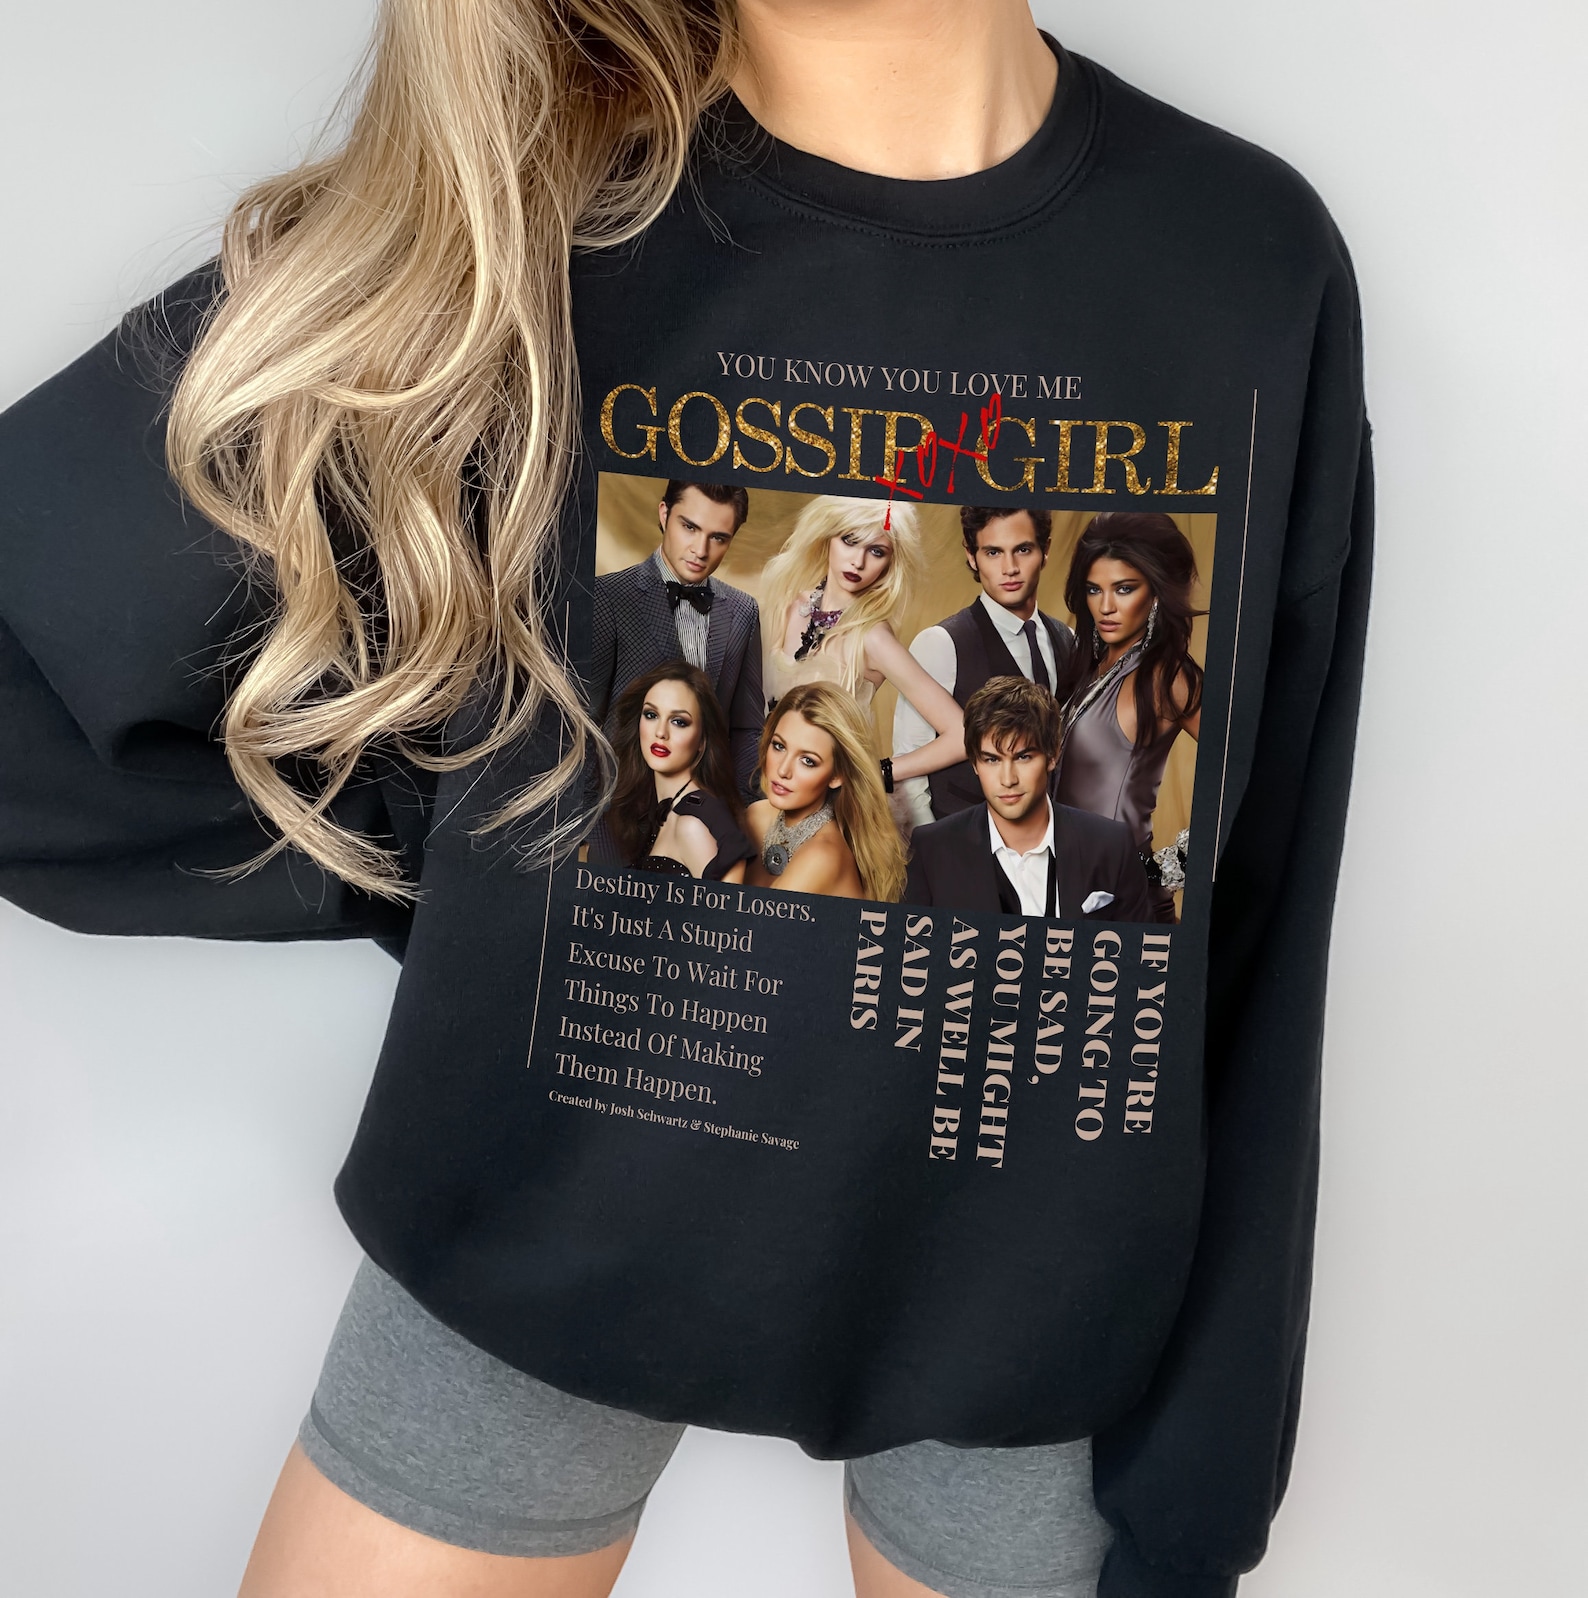 YOU KNOW YOU LOVE ME
GOSSIP GIRL
xoxo
Destiny Is For Losers.
It's Just A Stupid
Excuse To Wait For
Things To Happen
Instead Of Making
Them Happen.
Created by Josh Schwartz & Stephanie Savage
IF YOU'RE
GOING TO
BE SAD,
YOU MIGHT
AS WELL BE
SAD IN
PARIS